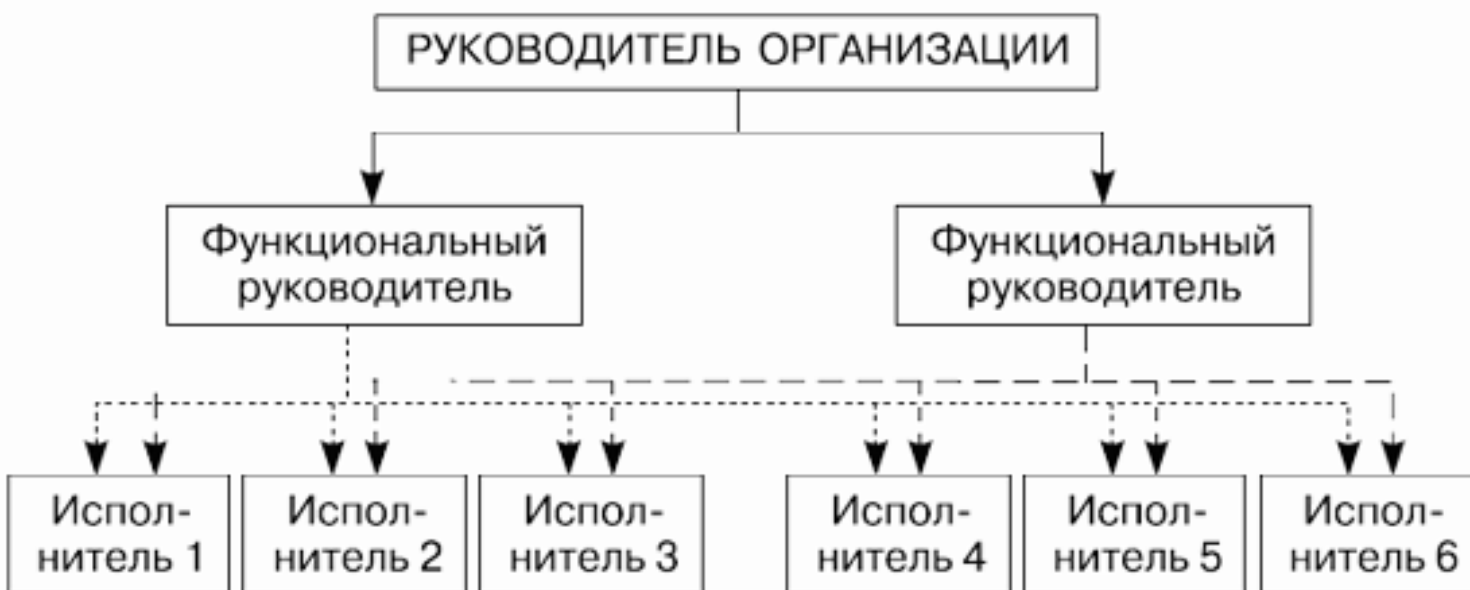 РУКОВОДИТЕЛЬ ОРГАНИЗАЦИИ
Функциональный
руководитель
Функциональный
руководитель
Испол-
нитель 1
Испол-
нитель 2
Испол-
нитель 3
Испол-
нитель 4
Испол-
нитель 5
Испол-
нитель 6